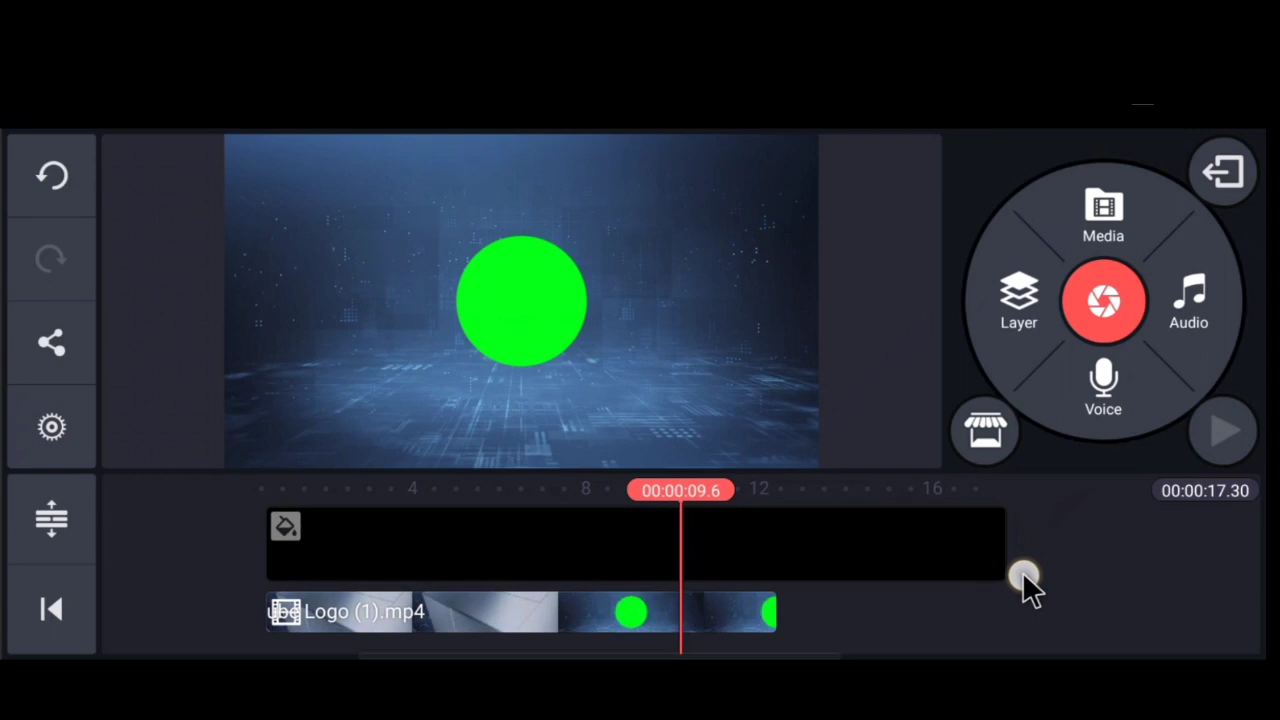 Media
Layer
Audio
Voice
4
8
00:00:09.6
12
16
00:00:17.30
ube Logo (1).mp4